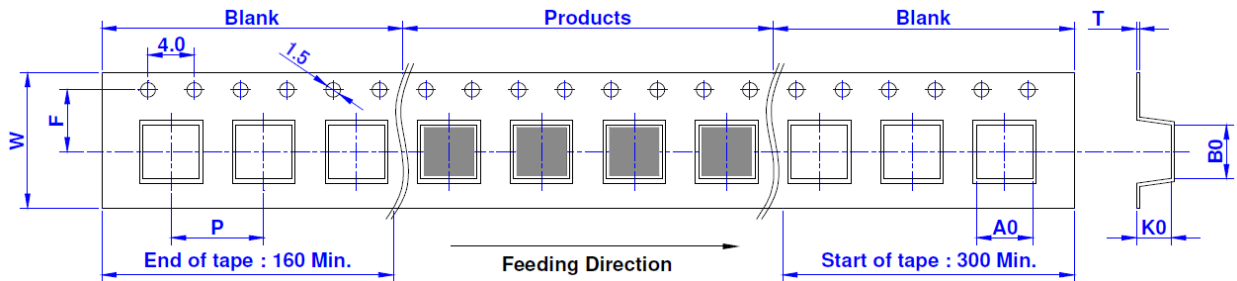 Blank
Products
Blank
T
4.0
1.5
F
W
B0
P
A0
K0
End of tape : 160 Min.
Feeding Direction
Start of tape : 300 Min.